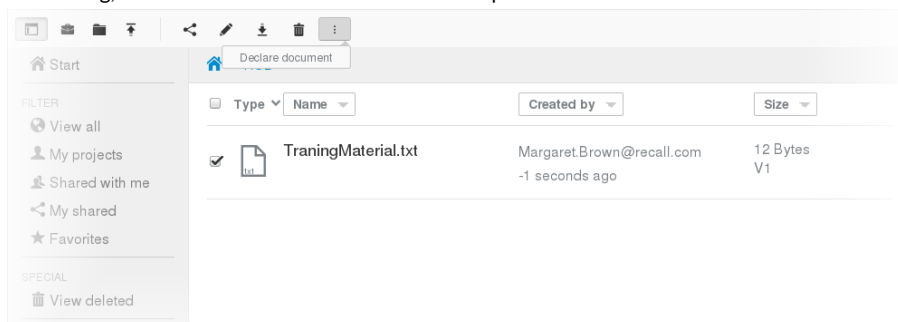 Declare document
Start
FILTER
View all
My projects
Shared with me
My shared
Favorites
SPECIAL
View deleted
Type Name Created by Size
TraningMaterial.txt
txt
Margaret.Brown@recall.com
-1 seconds ago
12 Bytes
V1